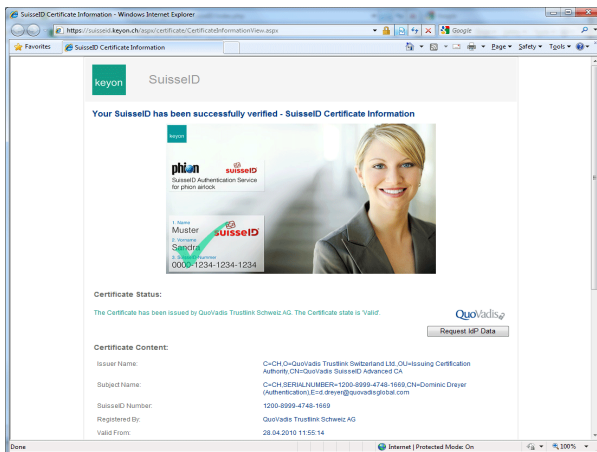 SuisseID Certificate Information - Windows Internet Explorer
https://suisseid.keyon.ch/aspx/certificate/CertificateInformationView.aspx
Google
Favorites
SuisseID Certificate Information
Page
Safety
Tools
keyon
SuisseID
Your SuisseID has been successfully verified - SuisseID Certificate Information
keyon
phion
suisseID
SuisseID Authentication Service
for phion airlock
1. Name
Muster
suisseID
2. Vorname
Sandra
3. SuisseID-Nummer
0000-1234-1234-1234
Certificate Status:
The Certificate has been issued by QuoVadis Trustlink Schweiz AG. The Certificate state is 'Valid'.
QuoVadis
Request IdP Data
Certificate Content:
Issuer Name:
C=CH,O=QuoVadis Trustlink Switzerland Ltd.,OU=Issuing Certification
Authority,CN=QuoVadis SuisseID Advanced CA
Subject Name:
C=CH,SERIALNUMBER=1200-8999-4748-1669,CN=Dominic Dreyer
(Authentication),E=d.dreyer@quovadisglobal.com
SuisseID Number:
1200-8999-4748-1669
Registered By:
QuoVadis Trustlink Schweiz AG
Valid From:
28.04.2010 11:55:14
Done
Internet | Protected Mode: On
100%